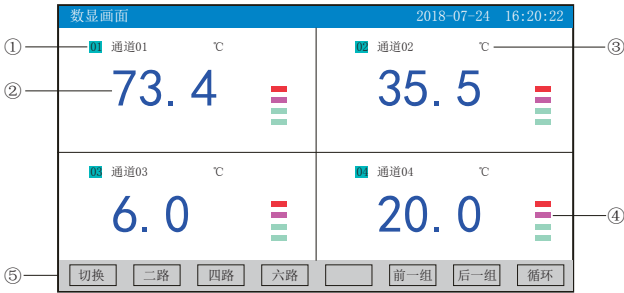 数显画面 2018-07-24 16:20:22
① 01 通道01 ℃ 02 通道02 ℃ ③
② 73.4 35.5
03 通道03 ℃ 04 通道04 ℃
6.0 20.0 ④
⑤ 切换 二路 四路 六路 前一组 后一组 循环